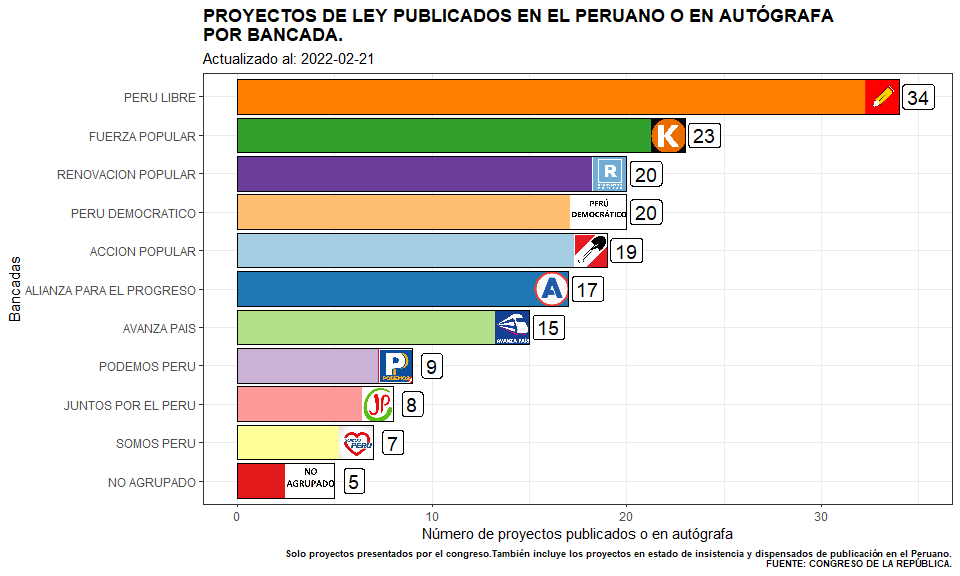 PROYECTOS DE LEY PUBLICADOS EN EL PERUANO O EN AUTÓGRAFA
POR BANCADA.
Actualizado al: 2022-02-21
Bancadas
PERU LIBRE
34
FUERZA POPULAR
K
23
RENOVACION POPULAR
R
20
PERU DEMOCRATICO
PERÚ
DEMOCRÁTICO
20
ACCION POPULAR
19
ALIANZA PARA EL PROGRESO
A
17
AVANZA PAIS
AVANZA PAÍS
15
PODEMOS PERU
P
PODEMOS
9
JUNTOS POR EL PERU
JP
8
SOMOS PERU
SOMOS
PERU
7
NO AGRUPADO
NO
AGRUPADO
5
0
10
20
30
Número de proyectos publicados o en autógrafa
Solo proyectos presentados por el congreso.También incluye los proyectos en estado de insistencia y dispensados de publicación en el Peruano.
FUENTE: CONGRESO DE LA REPÚBLICA.